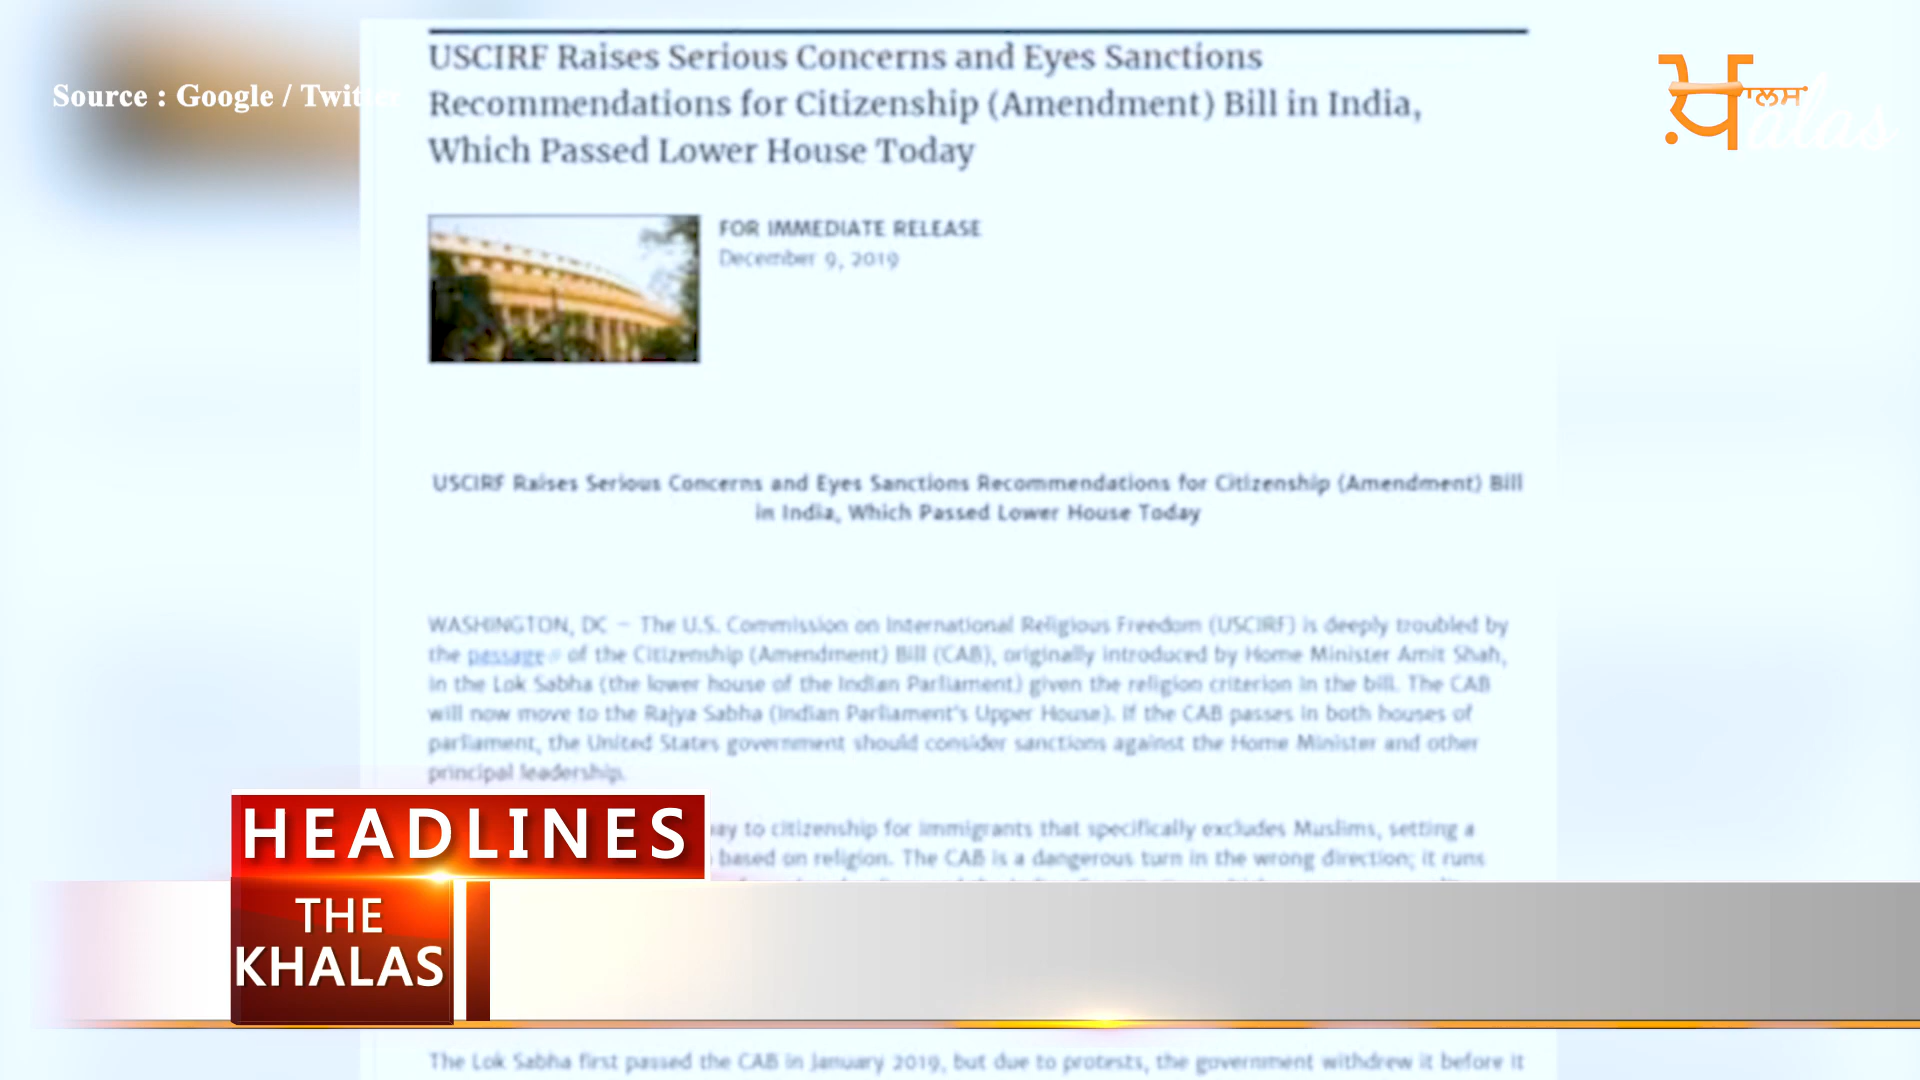 USCIRF Raises Serious Concerns and Eyes Sanctions
Recommendations for Citizenship (Amendment) Bill in India,
Which Passed Lower House Today
Source : Google / Twitter
ਖ਼ਾਲਸ
alas
FOR IMMEDIATE RELEASE
December 9, 2019
USCIRF Raises Serious Concerns and Eyes Sanctions Recommendations for Citizenship (Amendment) Bill
in India, Which Passed Lower House Today
WASHINGTON, DC – The U.S. Commission on International Religious Freedom (USCIRF) is deeply troubled by
the passage of the Citizenship (Amendment) Bill (CAB), originally introduced by Home Minister Amit Shah,
in the Lok Sabha (the lower house of the Indian Parliament) given the religion criterion in the bill. The CAB
will now move to the Rajya Sabha (Indian Parliament's Upper House). If the CAB passes in both houses of
parliament, the United States government should consider sanctions against the Home Minister and other
principal leadership.
to citizenship for immigrants that specifically excludes Muslims, setting a
based on religion. The CAB is a dangerous turn in the wrong direction; it runs
HEADLINES
THE
KHALAS
The Lok Sabha first passed the CAB in January 2019, but due to protests, the government withdrew it before it